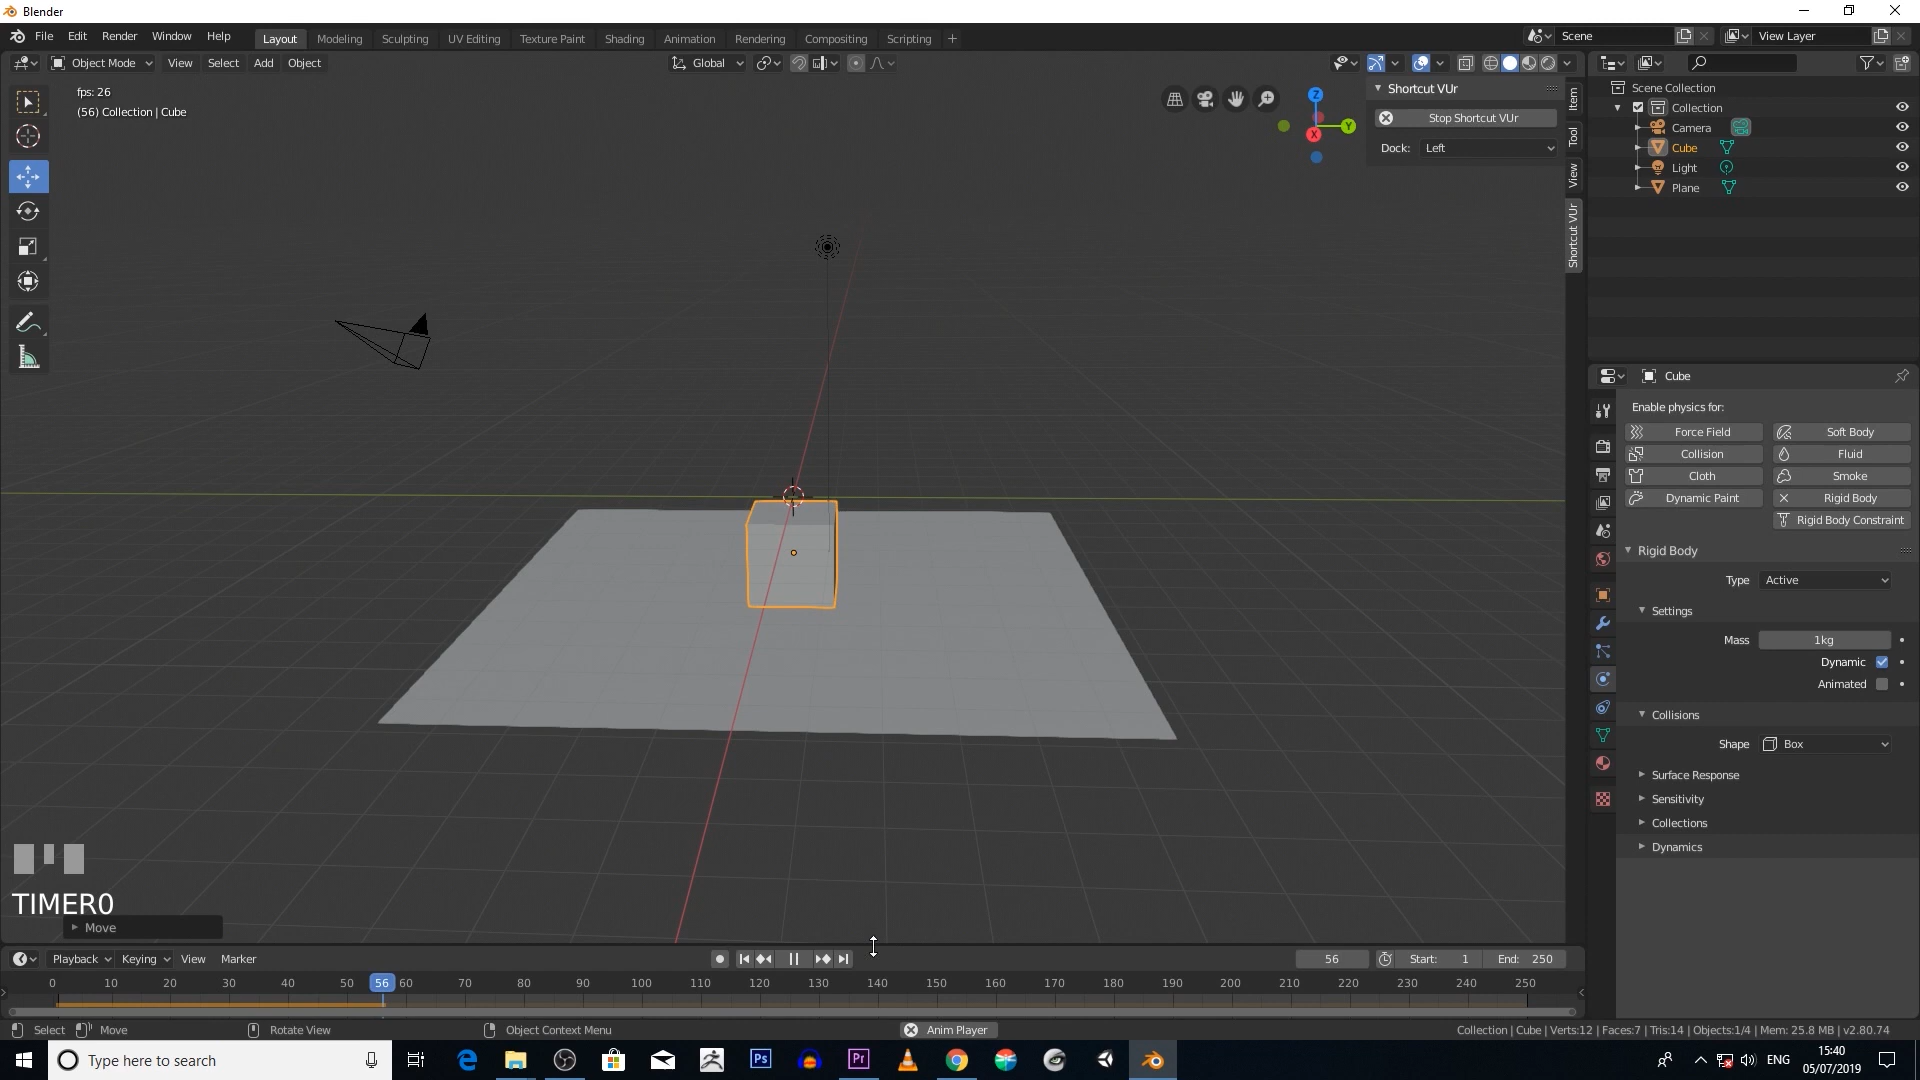 Blender
File Edit Render Window Help
Layout Modeling Sculpting UV Editing Texture Paint Shading Animation Rendering Compositing Scripting +
Scene
View Layer
Object Mode View Select Add Object
Global
fps: 26
(56) Collection | Cube
Z
Y
X
Shortcut VUr
Stop Shortcut VUr
Dock: Left
Item
Tool
View
Shortcut VUr
Scene Collection
Collection
Camera
Cube
Light
Plane
Cube
Enable physics for:
Force Field Soft Body
Collision Fluid
Cloth Smoke
Dynamic Paint Rigid Body
Rigid Body Constraint
Rigid Body
Type Active
Settings
Mass 1kg
Dynamic
Animated
Collisions
Shape Box
Surface Response
Sensitivity
Collections
Dynamics
TIMER0
Move
Playback Keying View Marker
56 Start: 1 End: 250
0 10 20 30 40 50 56 60 70 80 90 100 110 120 130 140 150 160 170 180 190 200 210 220 230 240 250
Select Move Rotate View Object Context Menu Anim Player Collection | Cube | Verts:12 | Faces:7 | Tris:14 | Objects:1/4 | Mem: 25.8 MB | v2.80.74
Type here to search
Ps
Pr
ENG
15:40
05/07/2019